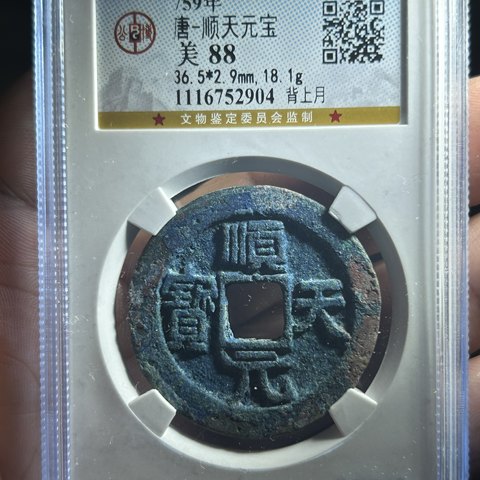 759年
唐-顺天元宝
美 88
36.5*2.9mm,18.1g
1116752904 背上月
★ 文物鉴定委员会监制 ★
順天元寶